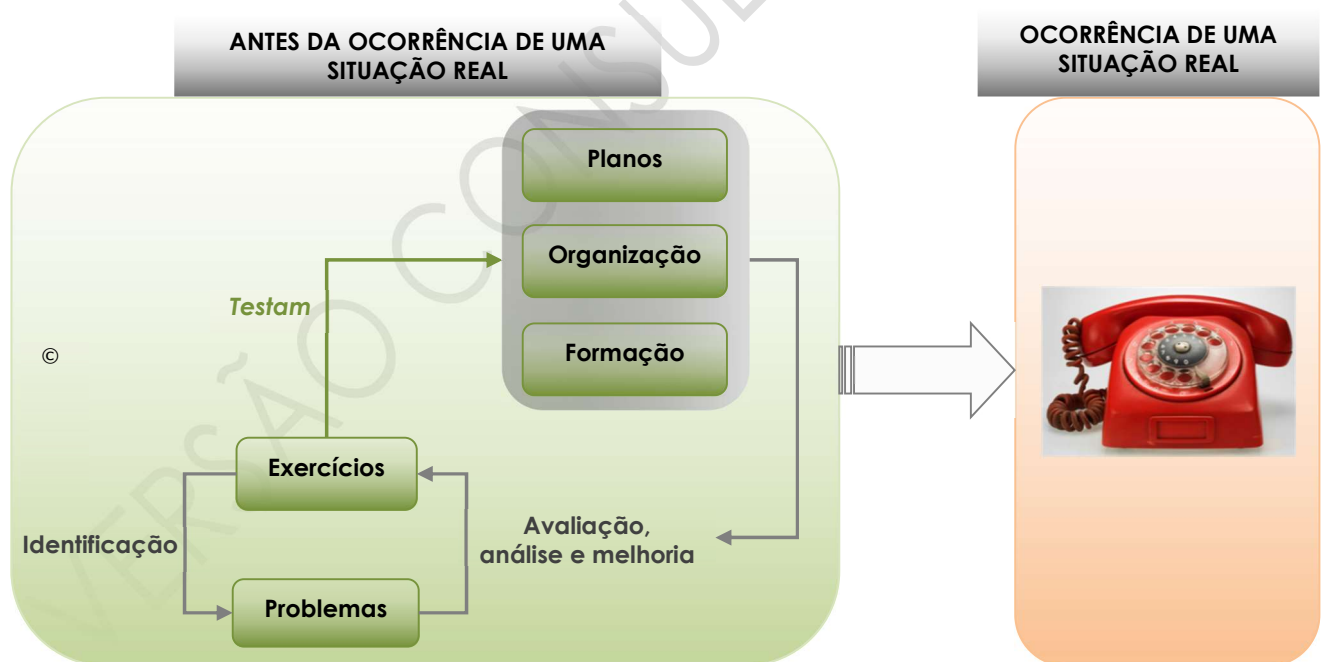 ANTES DA OCORRÊNCIA DE UMA
SITUAÇÃO REAL
OCORRÊNCIA DE UMA
SITUAÇÃO REAL
Planos
Organização
Formação
Testam
©
Exercícios
Identificação
Avaliação,
análise e melhoria
Problemas
VERSÃO CONSUL